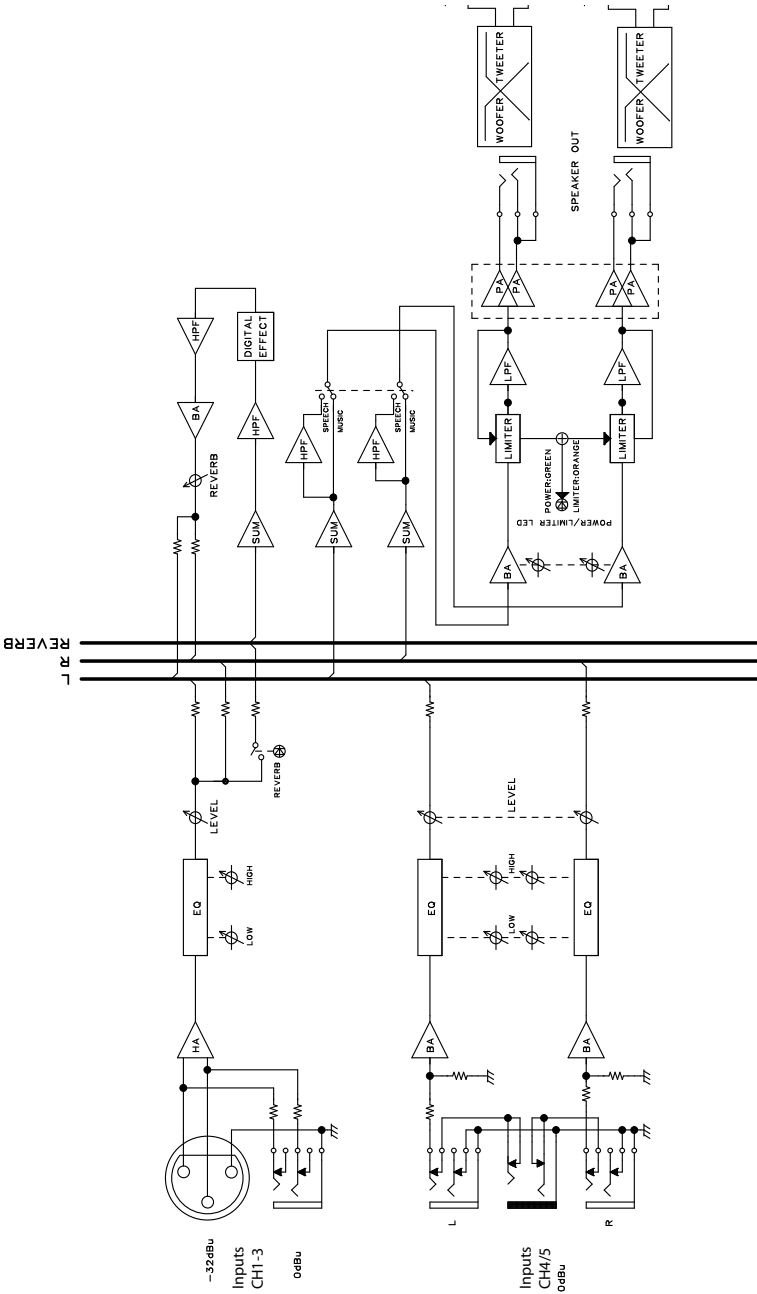 WOOFER TWEETER
WOOFER TWEETER
SPEAKER OUT
PA
PA
PA
PA
HPF
DIGITAL
EFFECT
BA
HPF
REVERB
SUM
HPF
SPEECH
MUSIC
SUM
HPF
SPEECH
MUSIC
SUM
LPF
LPF
LIMITER
LIMITER
POWER:GREEN
LIMITER:ORANGE
POWER/LIMITER LED
BA
BA
REVERB
R
L
REVERB
LEVEL
LEVEL
EQ
HIGH
LOW
EQ
HIGH
LOW
EQ
HA
BA
BA
L
R
-32dBu
Inputs
CH1-3
0dBu
Inputs
CH4/5
0dBu